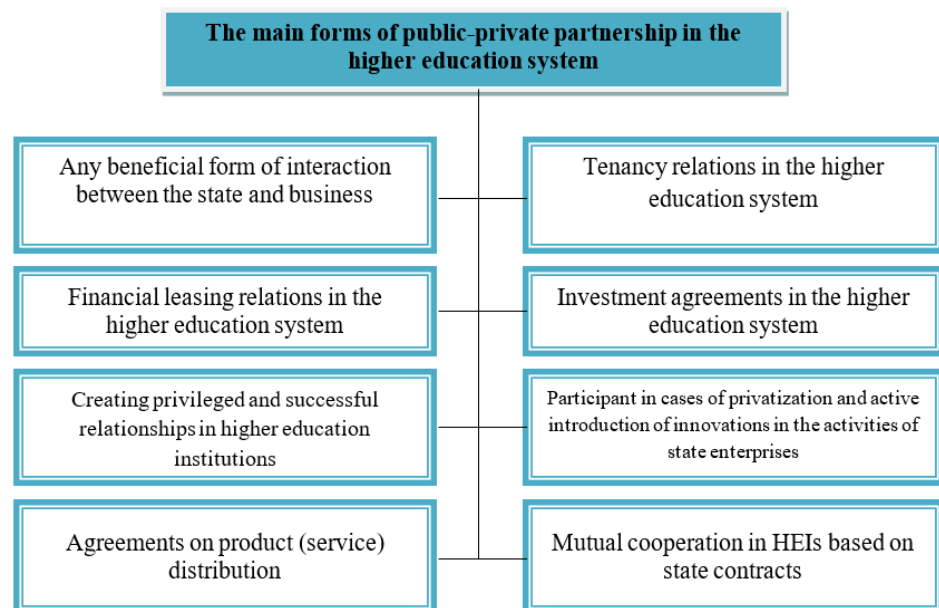 The main forms of public-private partnership in the
higher education system
Any beneficial form of interaction
between the state and business
Tenancy relations in the higher
education system
Financial leasing relations in the
higher education system
Investment agreements in the higher
education system
Creating privileged and successful
relationships in higher education
institutions
Participant in cases of privatization and active
introduction of innovations in the activities of
state enterprises
Agreements on product (service)
distribution
Mutual cooperation in HEIs based on
state contracts